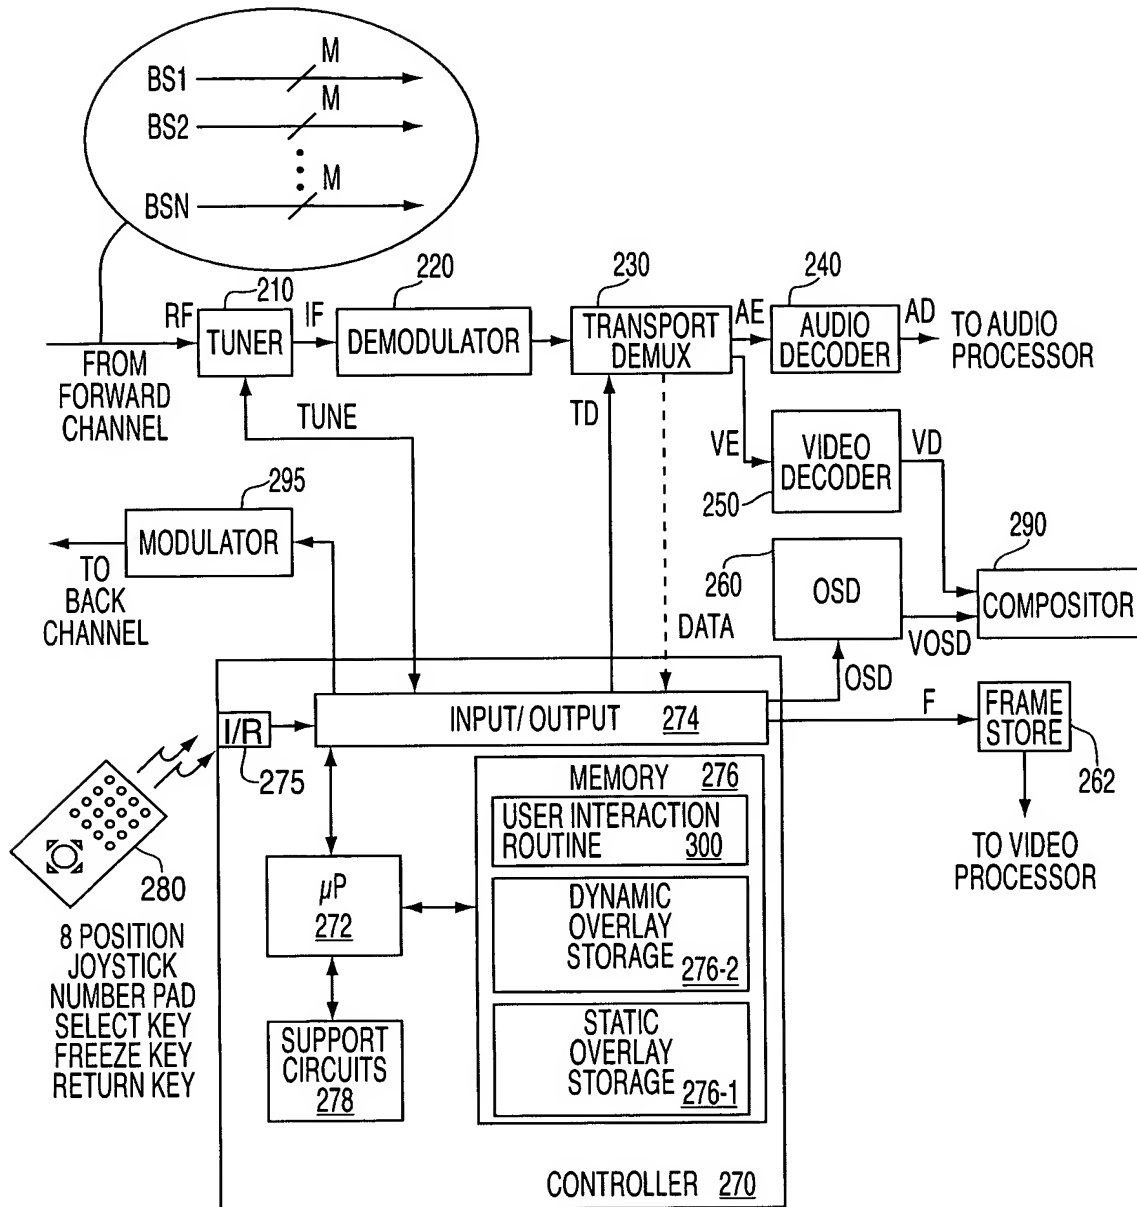 BS1
M
BS2
M
BSN
M
RF
210
TUNER
IF
220
DEMODULATOR
230
TRANSPORT
DEMUX
AE
240
AUDIO
DECODER
AD
TO AUDIO
PROCESSOR
FROM
FORWARD
CHANNEL
TUNE
TD
VE
VIDEO
DECODER
250
VD
295
MODULATOR
TO
BACK
CHANNEL
DATA
260
OSD
VOSD
290
COMPOSITOR
OSD
F
FRAME
STORE
262
TO VIDEO
PROCESSOR
I/R
275
INPUT/ OUTPUT 274
280
8 POSITION
JOYSTICK
NUMBER PAD
SELECT KEY
FREEZE KEY
RETURN KEY
μP
272
SUPPORT
CIRCUITS
278
MEMORY 276
USER INTERACTION
ROUTINE 300
DYNAMIC
OVERLAY
STORAGE
276-2
STATIC
OVERLAY
STORAGE
276-1
CONTROLLER 270